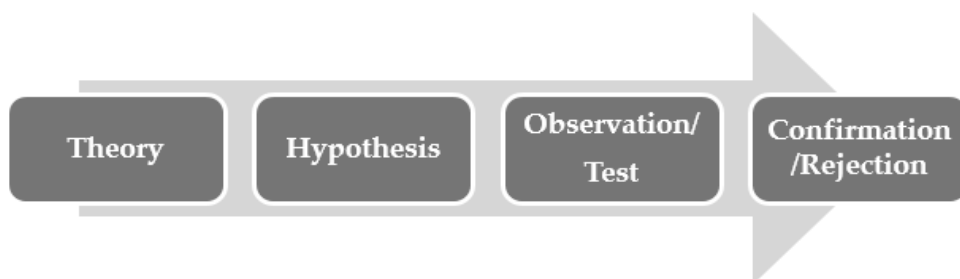 Theory
Hypothesis
Observation/
Test
Confirmation
/Rejection